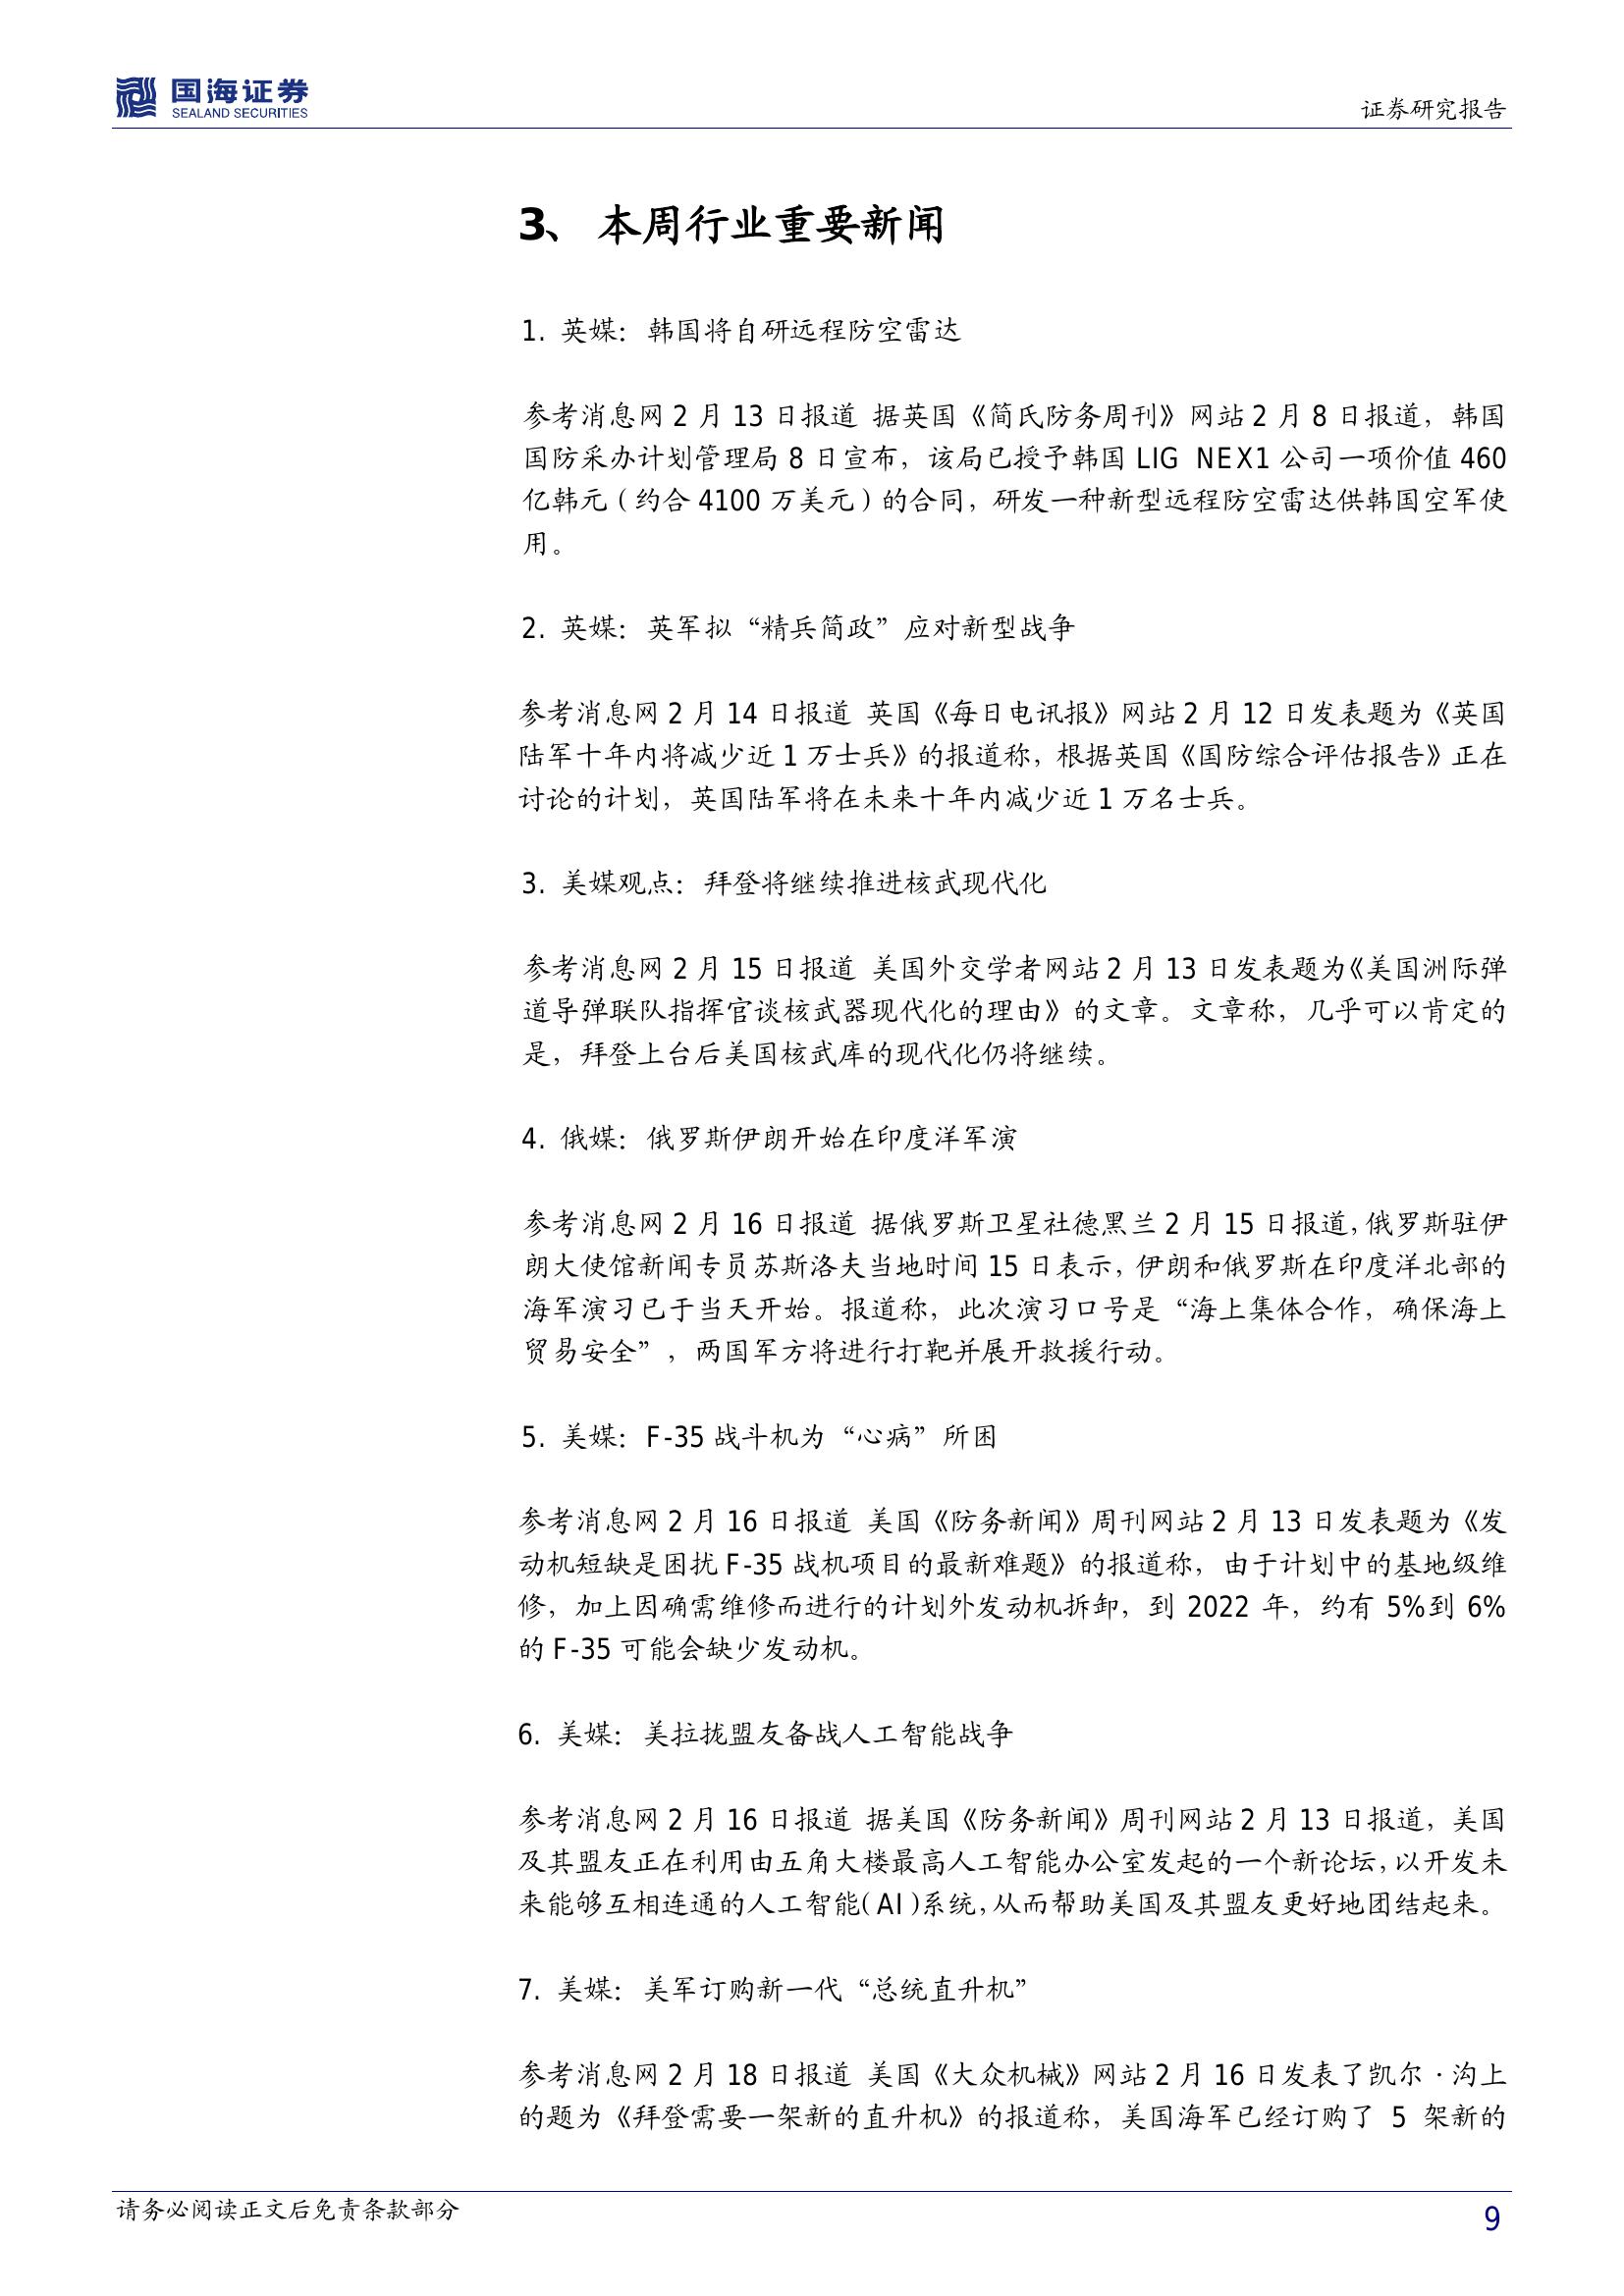 国海证券
SEALAND SECURITIES
证券研究报告
3、 本周行业重要新闻
1. 英媒：韩国将自研远程防空雷达
参考消息网 2 月 13 日报道 据英国《简氏防务周刊》网站 2 月 8 日报道，韩国
国防采办计划管理局 8 日宣布，该局已授予韩国 LIG NEX1 公司一项价值 460
亿韩元（约合 4100 万美元）的合同，研发一种新型远程防空雷达供韩国空军使
用。
2. 英媒：英军拟“精兵简政”应对新型战争
参考消息网 2 月 14 日报道 英国《每日电讯报》网站 2 月 12 日发表题为《英国
陆军十年内将减少近 1 万士兵》的报道称，根据英国《国防综合评估报告》正在
讨论的计划，英国陆军将在未来十年内减少近 1 万名士兵。
3. 美媒观点：拜登将继续推进核武现代化
参考消息网 2 月 15 日报道 美国外交学者网站 2 月 13 日发表题为《美国洲际弹
道导弹联队指挥官谈核武器现代化的理由》的文章。文章称，几乎可以肯定的
是，拜登上台后美国核武库的现代化仍将继续。
4. 俄媒：俄罗斯伊朗开始在印度洋军演
参考消息网 2 月 16 日报道 据俄罗斯卫星社德黑兰 2 月 15 日报道，俄罗斯驻伊
朗大使馆新闻专员苏斯洛夫当地时间 15 日表示，伊朗和俄罗斯在印度洋北部的
海军演习已于当天开始。报道称，此次演习口号是“海上集体合作，确保海上
贸易安全”，两国军方将进行打靶并展开救援行动。
5. 美媒：F-35 战斗机为“心病”所困
参考消息网 2 月 16 日报道 美国《防务新闻》周刊网站 2 月 13 日发表题为《发
动机短缺是困扰 F-35 战机项目的最新难题》的报道称，由于计划中的基地级维
修，加上因确需维修而进行的计划外发动机拆卸，到 2022 年，约有 5%到 6%
的 F-35 可能会缺少发动机。
6. 美媒：美拉拢盟友备战人工智能战争
参考消息网 2 月 16 日报道 据美国《防务新闻》周刊网站 2 月 13 日报道，美国
及其盟友正在利用由五角大楼最高人工智能办公室发起的一个新论坛，以开发未
来能够互相连通的人工智能(AI)系统，从而帮助美国及其盟友更好地团结起来。
7. 美媒：美军订购新一代“总统直升机”
参考消息网 2 月 18 日报道 美国《大众机械》网站 2 月 16 日发表了凯尔·沟上
的题为《拜登需要一架新的直升机》的报道称，美国海军已经订购了 5 架新的
请务必阅读正文后免责条款部分
9